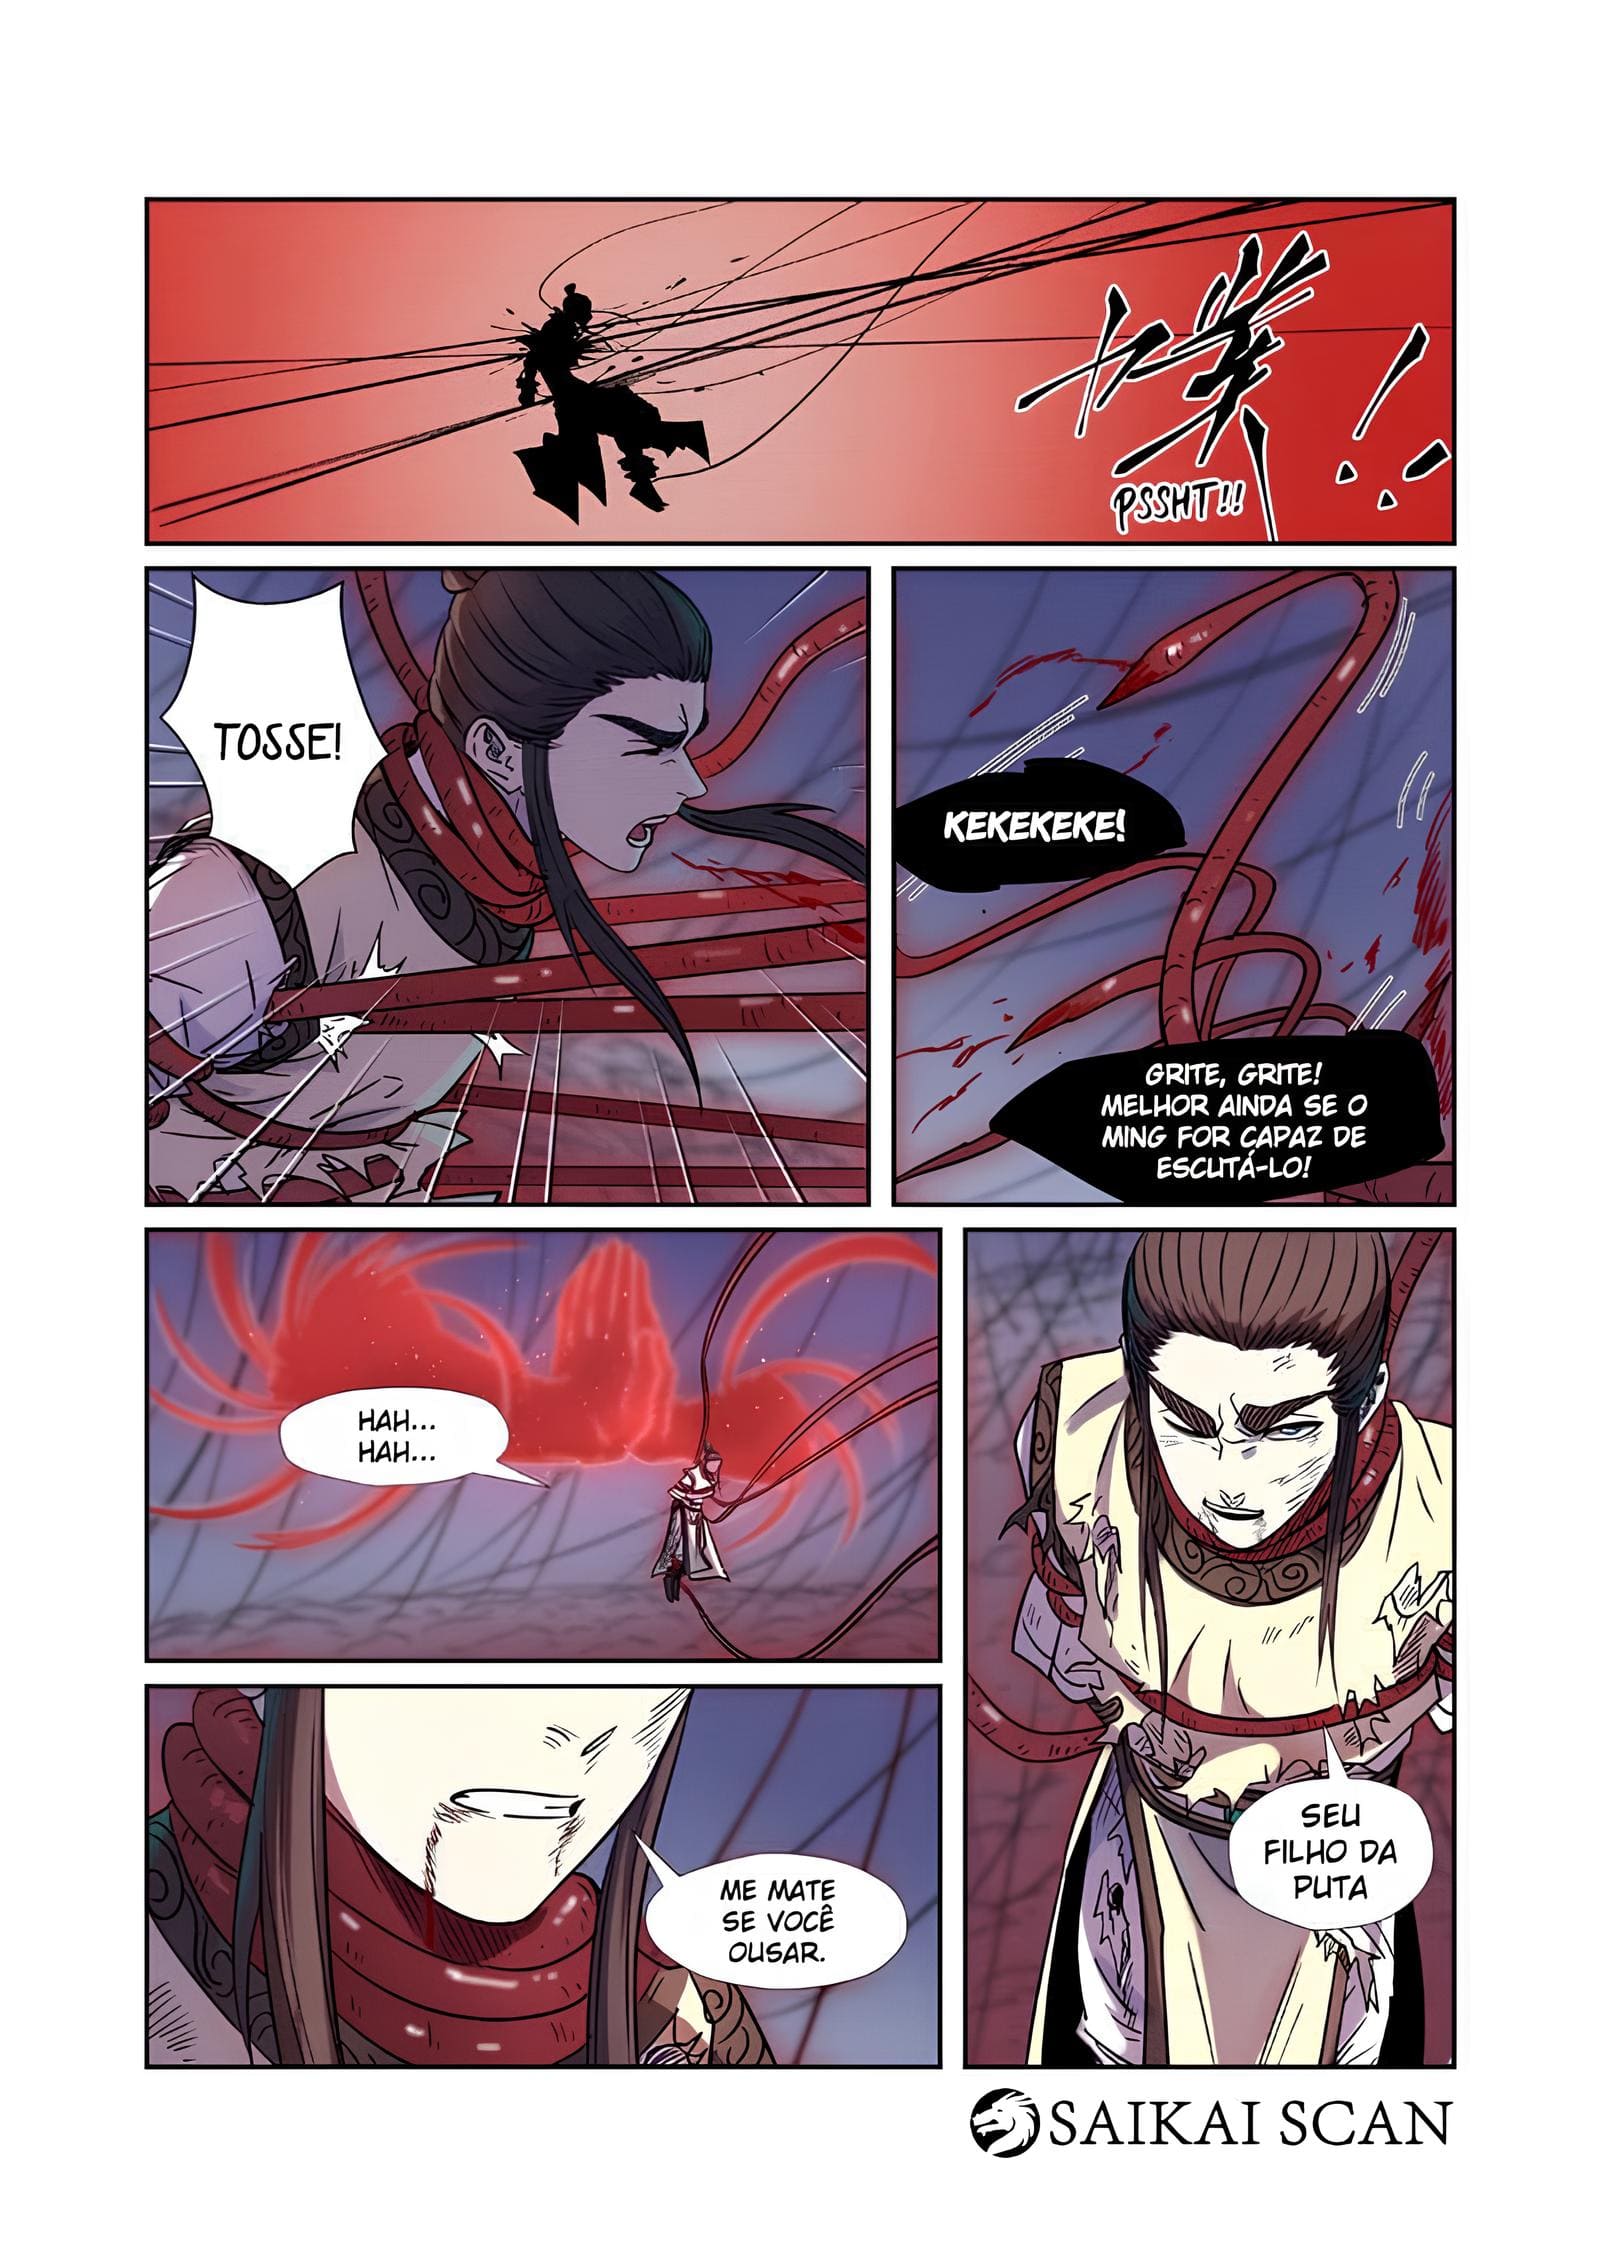 噗!!
PSSHT!!
TOSSE!
KEKEKEKE!
GRITE, GRITE!
MELHOR AINDA SE O
MING FOR CAPAZ DE
ESCUTÁ-LO!
HAH...
HAH...
ME MATE
SE VOCÊ
OUSAR.
SEU
FILHO DA
PUTA
SAIKAI SCAN